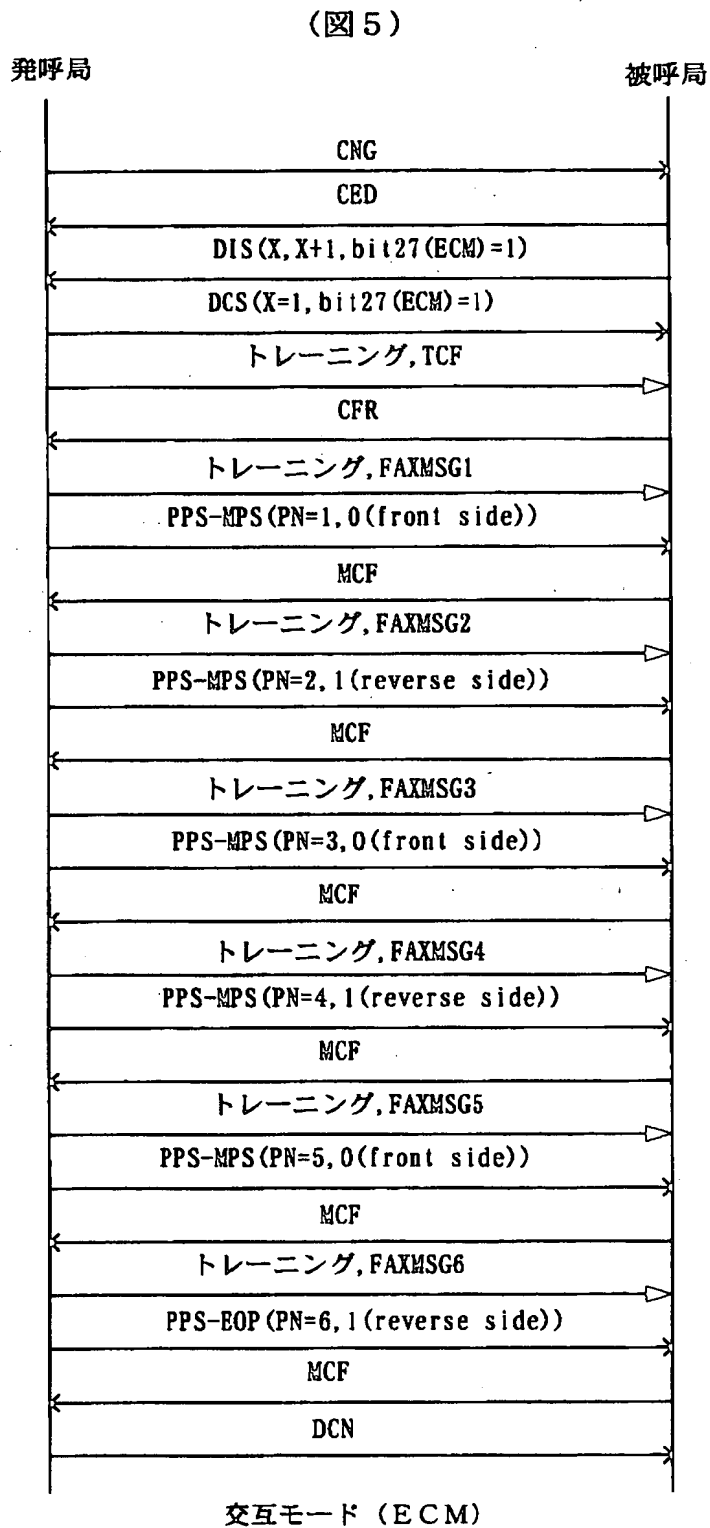 （図５）
発呼局
被呼局
CNG
CED
DIS(X,X+1,bit27(ECM)=1)
DCS(X=1,bit27(ECM)=1)
トレーニング,TCF
CFR
トレーニング,FAXMSG1
PPS-MPS(PN=1,0(front side))
MCF
トレーニング,FAXMSG2
PPS-MPS(PN=2,1(reverse side))
MCF
トレーニング,FAXMSG3
PPS-MPS(PN=3,0(front side))
MCF
トレーニング,FAXMSG4
PPS-MPS(PN=4,1(reverse side))
MCF
トレーニング,FAXMSG5
PPS-MPS(PN=5,0(front side))
MCF
トレーニング,FAXMSG6
PPS-EOP(PN=6,1(reverse side))
MCF
DCN
交互モード（ＥＣＭ）